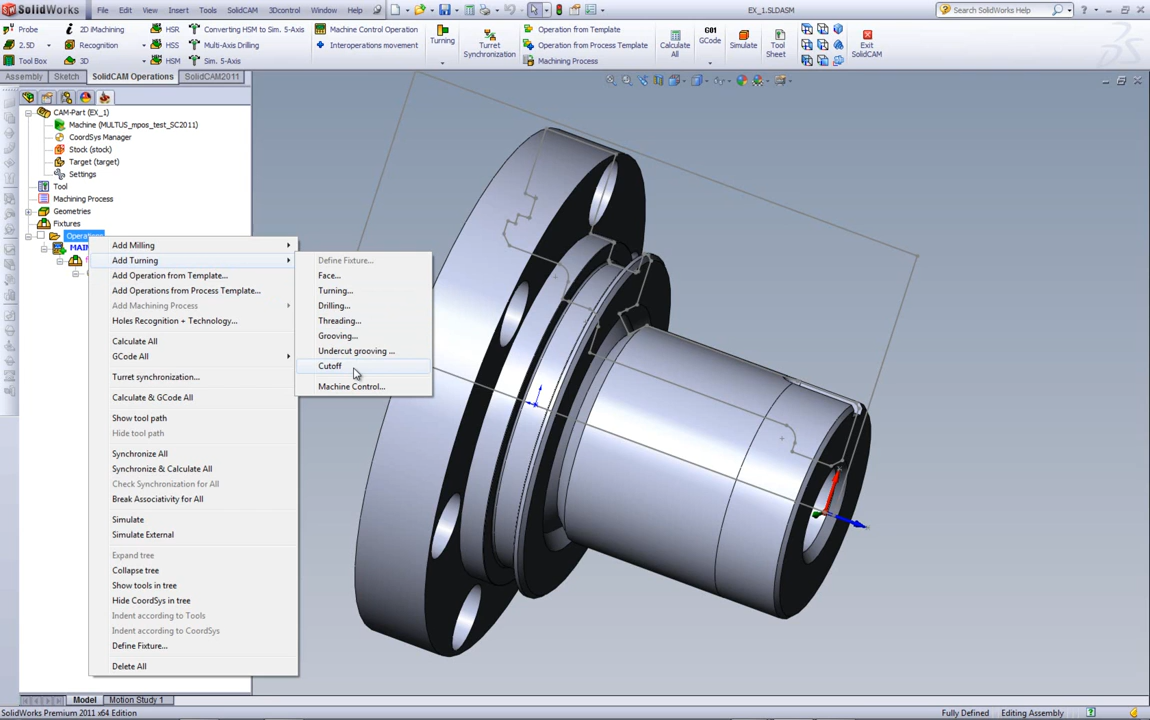 SolidWorks File Edit View Insert Tools SolidCAM 3Dcontrol Window Help EX_1.SLDASM Search SolidWorks Help
Probe 2D iMachining HSR Converting HSM to Sim. 5-Axis Machine Control Operation Operation from Template
2.5D Recognition HSS Multi-Axis Drilling Interoperations movement Operation from Process Template
Tool Box 3D HSM Sim. 5-Axis Machining Process
Turning
Turret Synchronization
Calculate All
GCode
Simulate
Tool Sheet
Exit SolidCAM
Assembly Sketch SolidCAM Operations SolidCAM2011
CAM-Part (EX_1)
Machine (MULTUS_mpos_test_SC2011)
CoordSys Manager
Stock (stock)
Target (target)
Settings
Tool
Machining Process
Geometries
Fixtures
Operations
Add Milling
Add Turning
Add Operation from Template...
Add Operations from Process Template...
Add Machining Process
Holes Recognition + Technology...
Calculate All
GCode All
Turret synchronization...
Calculate & GCode All
Show tool path
Hide tool path
Synchronize All
Synchronize & Calculate All
Check Synchronization for All
Break Associativity for All
Simulate
Simulate External
Expand tree
Collapse tree
Show tools in tree
Hide CoordSys in tree
Indent according to Tools
Indent according to CoordSys
Define Fixture...
Delete All
Define Fixture...
Face...
Turning...
Drilling...
Threading...
Grooving...
Undercut grooving ...
Cutoff
Machine Control...
Model Motion Study 1
SolidWorks Premium 2011 x64 Edition Fully Defined Editing Assembly